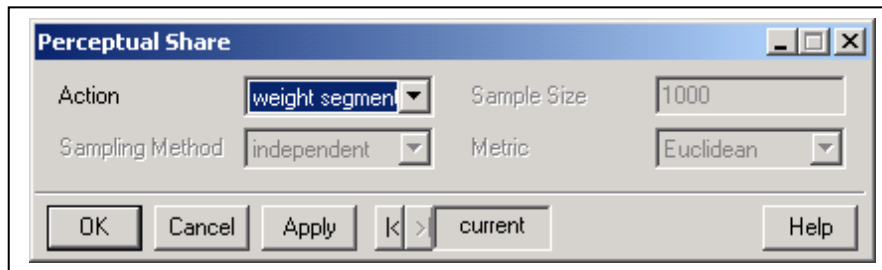 Perceptual Share
Action weight segment Sample Size 1000
Sampling Method independent Metric Euclidean
OK Cancel Apply |< >| current Help